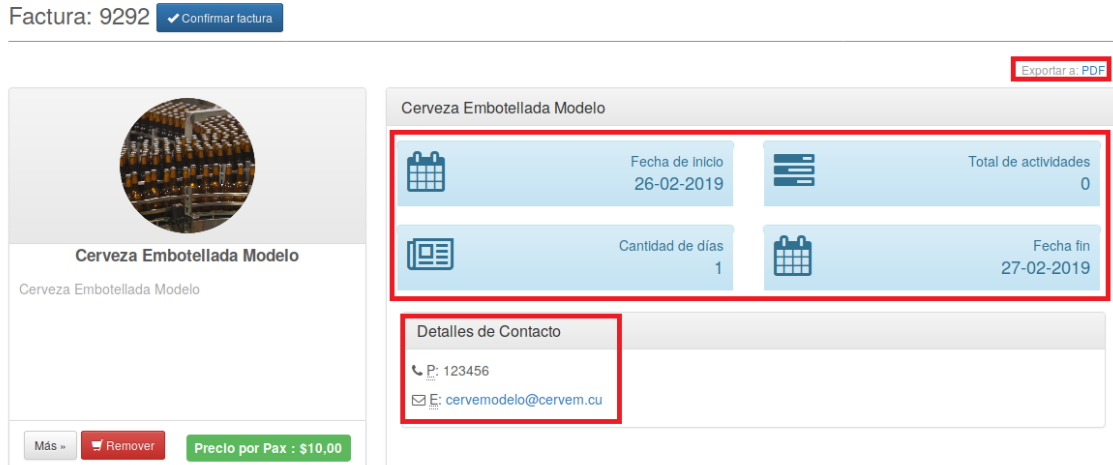 Factura: 9292 Confirmar factura
Exportar a: PDF
Cerveza Embotellada Modelo
Cerveza Embotellada Modelo
Más »
Remover
Precio por Pax : $10,00
Cerveza Embotellada Modelo
Fecha de inicio
26-02-2019
Total de actividades
0
Cantidad de días
1
Fecha fin
27-02-2019
Detalles de Contacto
P: 123456
E: cervemodelo@cervem.cu